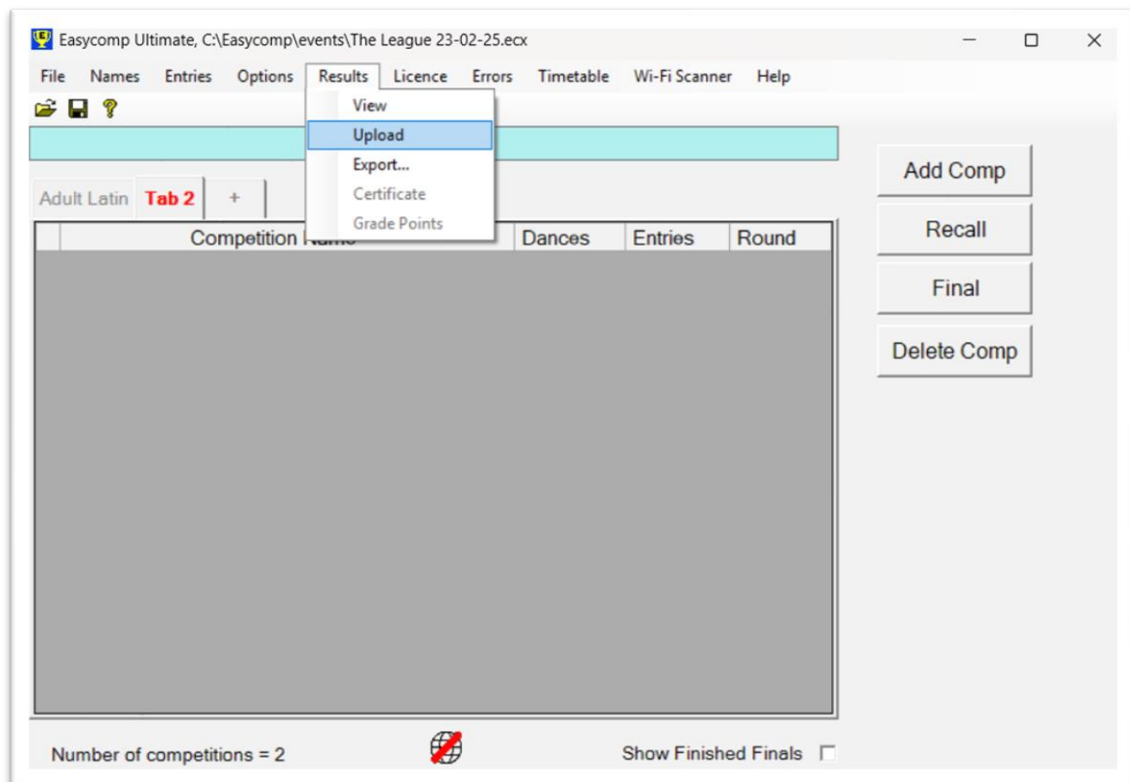 Easycomp Ultimate, C:\Easycomp\events\The League 23-02-25.ecx
File Names Entries Options Results Licence Errors Timetable Wi-Fi Scanner Help
View
Upload
Export...
Certificate
Grade Points
Adult Latin Tab 2 +
Competition Dances Entries Round
Add Comp
Recall
Final
Delete Comp
Number of competitions = 2
Show Finished Finals